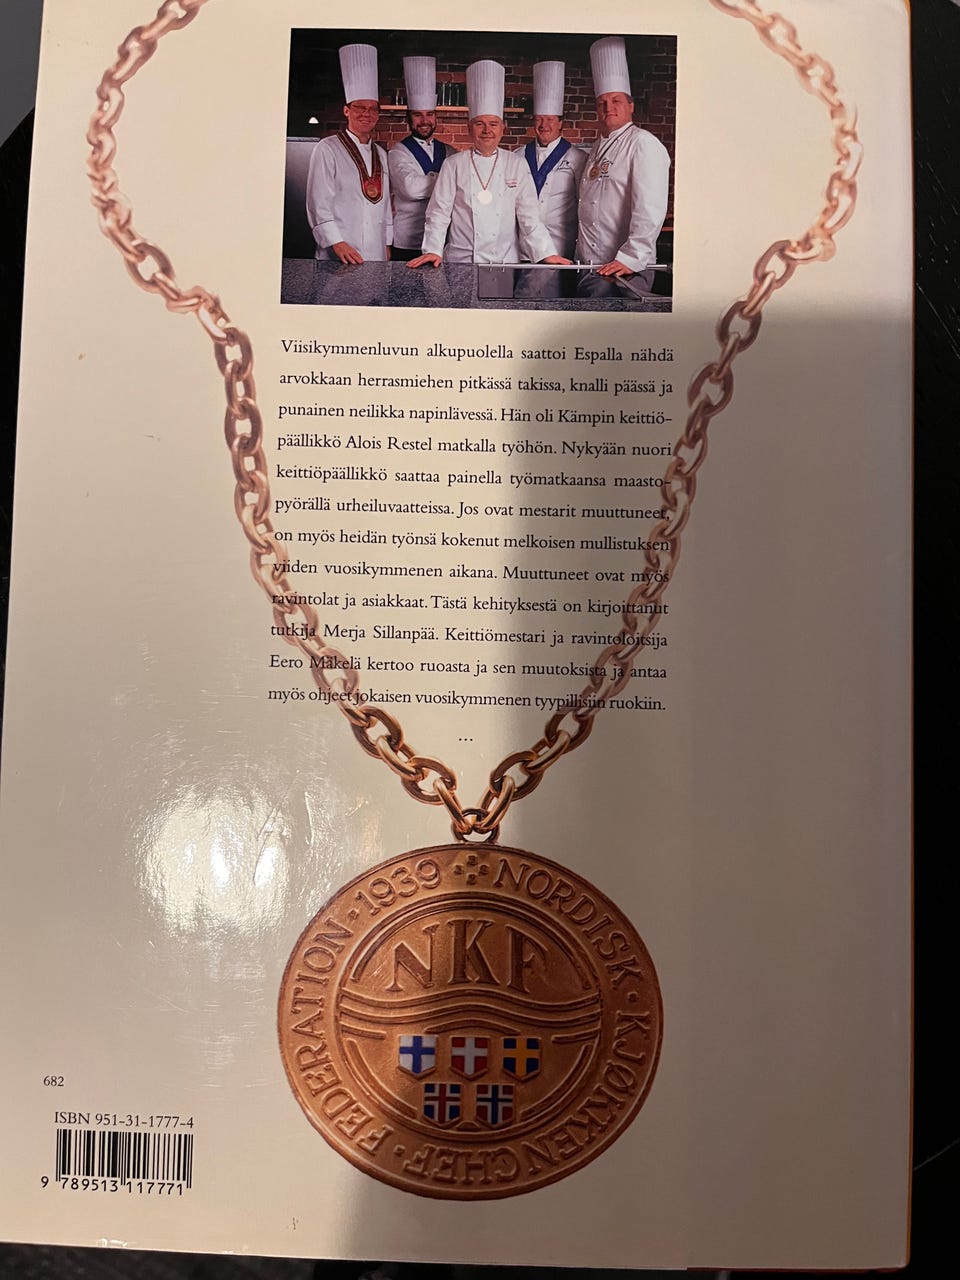 Viisikymmenluvun alkupuolella saattoi Espalla nähdä
arvokkaan herrasmiehen pitkässä takissa, knalli päässä ja
punainen neilikka napinlävessä. Hän oli Kämpin keittiö-
päällikkö Alois Restel matkalla työhön. Nykyään nuori
keittiöpäällikkö saattaa painella työmatkaansa maasto-
pyörällä urheiluvaatteissa. Jos ovat mestarit muuttuneet,
on myös heidän työnsä kokenut melkoisen mullistuksen
viiden vuosikymmenen aikana. Muuttuneet ovat myös
ravintolat ja asiakkaat. Tästä kehityksestä on kirjoittanut
tutkija Merja Sillanpää. Keittiömestari ja ravintoloitsija
Eero Mäkelä kertoo ruoasta ja sen muutoksista ja antaa
myös ohjeet jokaisen vuosikymmenen tyypillisiin ruokiin.
...
NORDISK · KJØKKENCHEF · FEDERATION · 1939
NKF
682
ISBN 951-31-1777-4
9 789513 117771